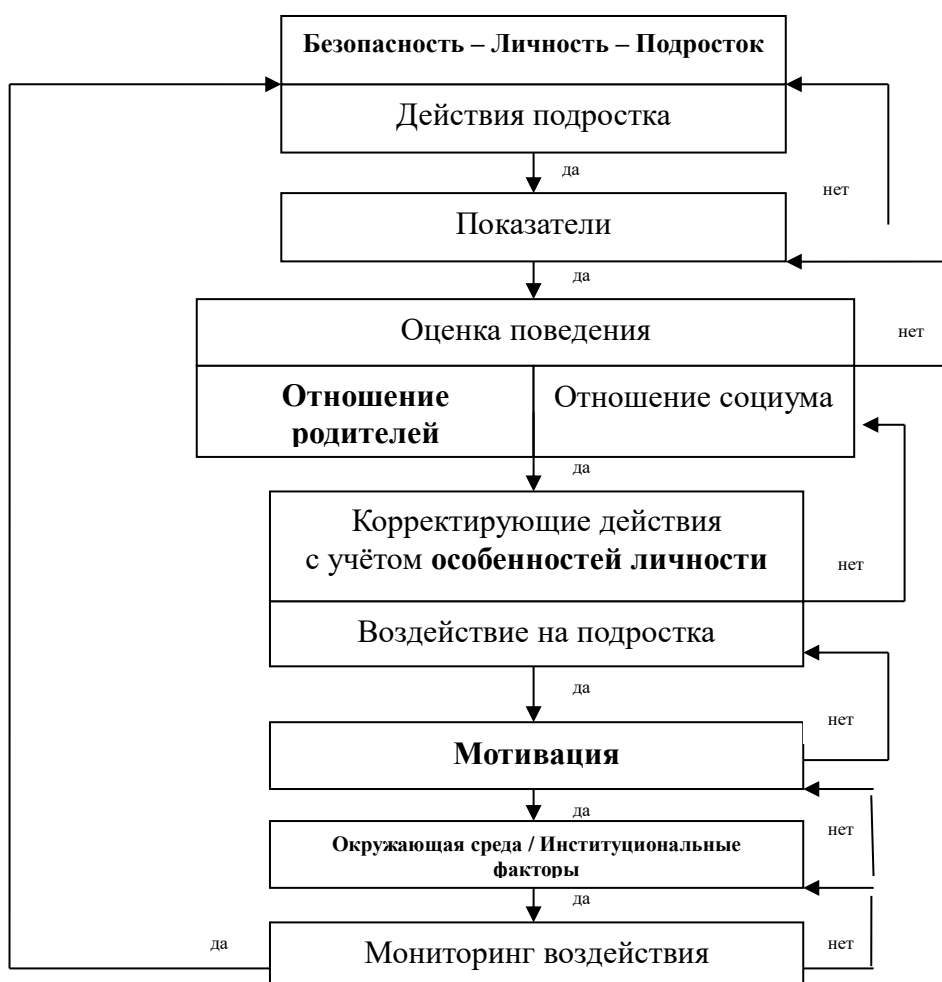 Безопасность – Личность – Подросток
Действия подростка
да
нет
Показатели
да
Оценка поведения
нет
Отношение
родителей
Отношение социума
да
Корректирующие действия
с учётом особенностей личности
нет
Воздействие на подростка
да
нет
Мотивация
да
нет
Окружающая среда / Институциональные
факторы
да
да
Мониторинг воздействия
нет